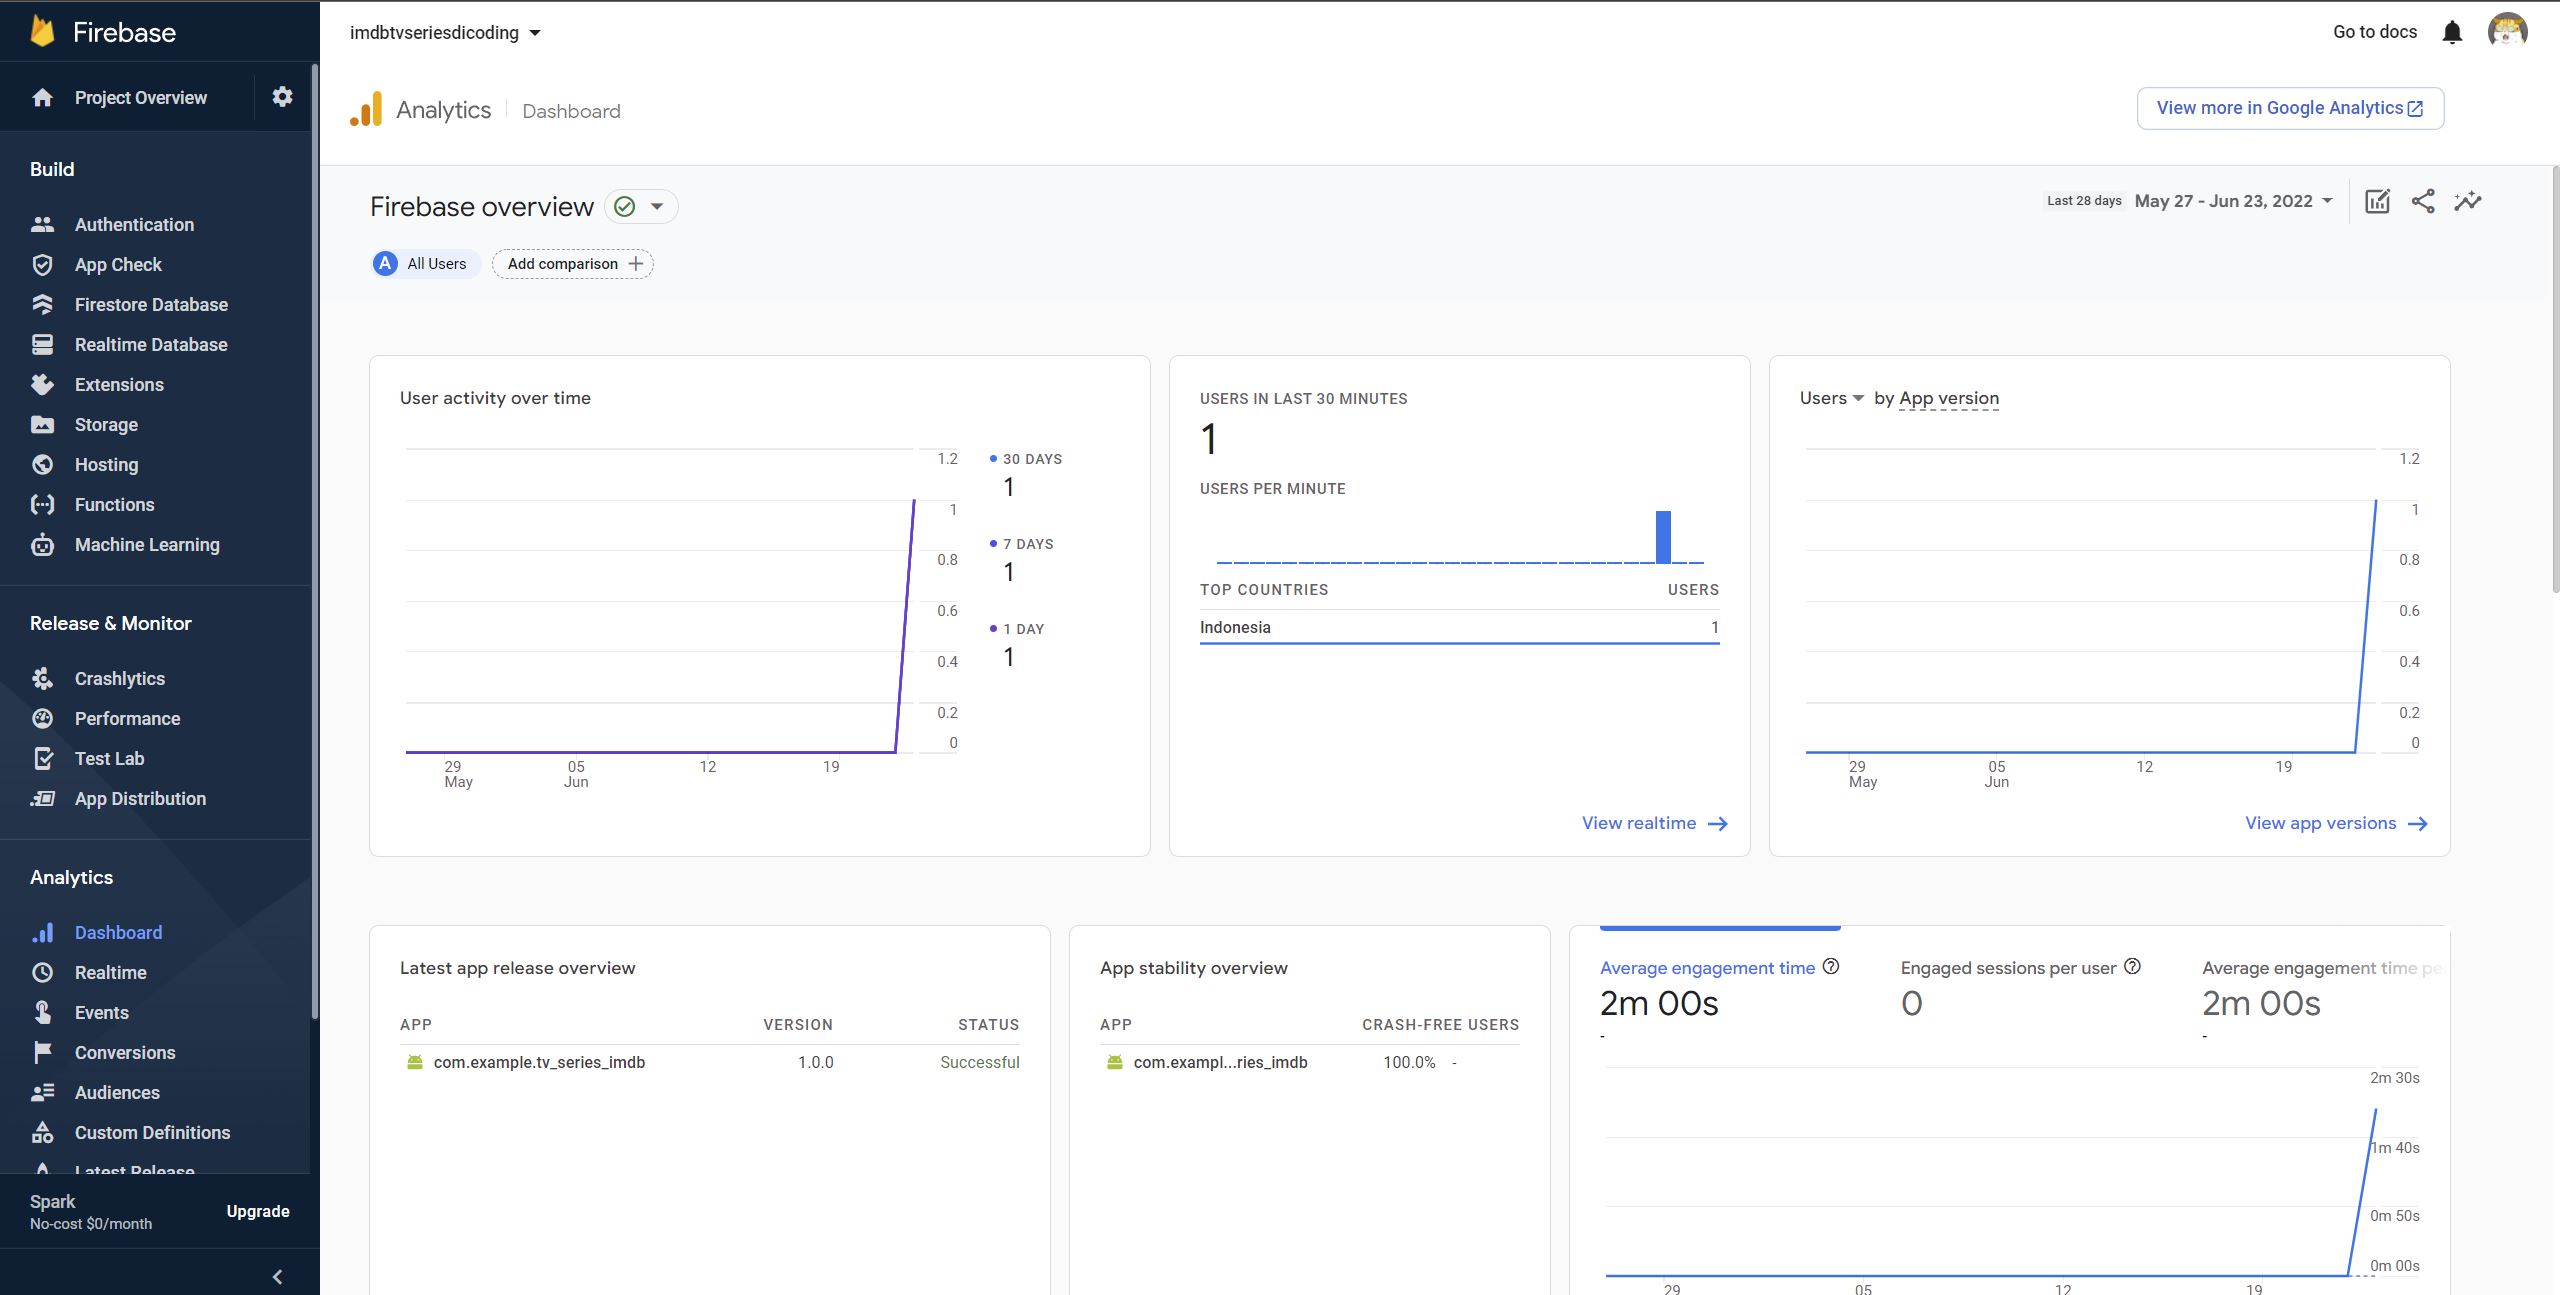 Firebase
Project Overview
Build
Authentication
App Check
Firestore Database
Realtime Database
Extensions
Storage
Hosting
Functions
Machine Learning
Release & Monitor
Crashlytics
Performance
Test Lab
App Distribution
Analytics
Dashboard
Realtime
Events
Conversions
Audiences
Custom Definitions
Latest Release
Spark
No-cost $0/month
Upgrade
imdbtvseriesdicoding
Go to docs
Analytics Dashboard
View more in Google Analytics
Firebase overview
Last 28 days May 27 - Jun 23, 2022
A All Users
Add comparison
User activity over time
1.2
1
0.8
0.6
0.4
0.2
0
29 May
05 Jun
12
19
30 DAYS
1
7 DAYS
1
1 DAY
1
USERS IN LAST 30 MINUTES
1
USERS PER MINUTE
TOP COUNTRIES USERS
Indonesia 1
View realtime
Users by App version
1.2
1
0.8
0.6
0.4
0.2
0
29 May
05 Jun
12
19
View app versions
Latest app release overview
APP VERSION STATUS
com.example.tv_series_imdb 1.0.0 Successful
App stability overview
APP CRASH-FREE USERS
com.exampl...ries_imdb 100.0% -
Average engagement time
2m 00s
-
Engaged sessions per user
0
Average engagement time pe
2m 00s
-
2m 30s
1m 40s
0m 50s
0m 00s
29
05
12
19